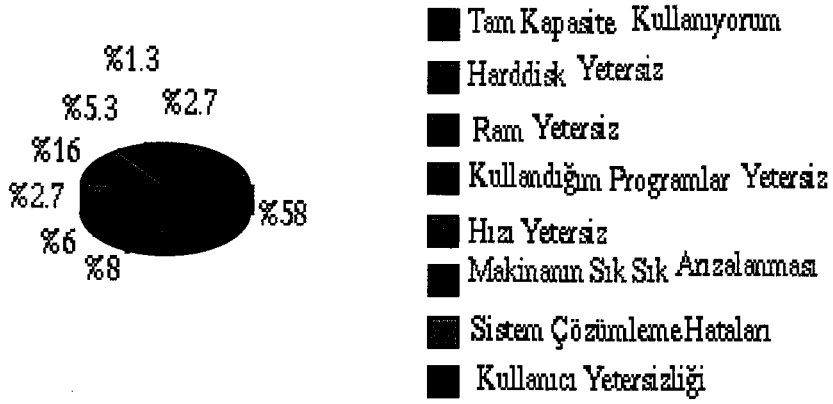 %1.3
%5.3 %2.7
%16
%2.7
%58
%6
%8
Tam Kapasite Kullanıyorum
Harddisk Yetersiz
Ram Yetersiz
Kullandığım Programlar Yetersiz
Hızı Yetersiz
Makinanın Sık Sık Arızalanması
Sistem Çözümleme Hataları
Kullanıcı Yetersizliği